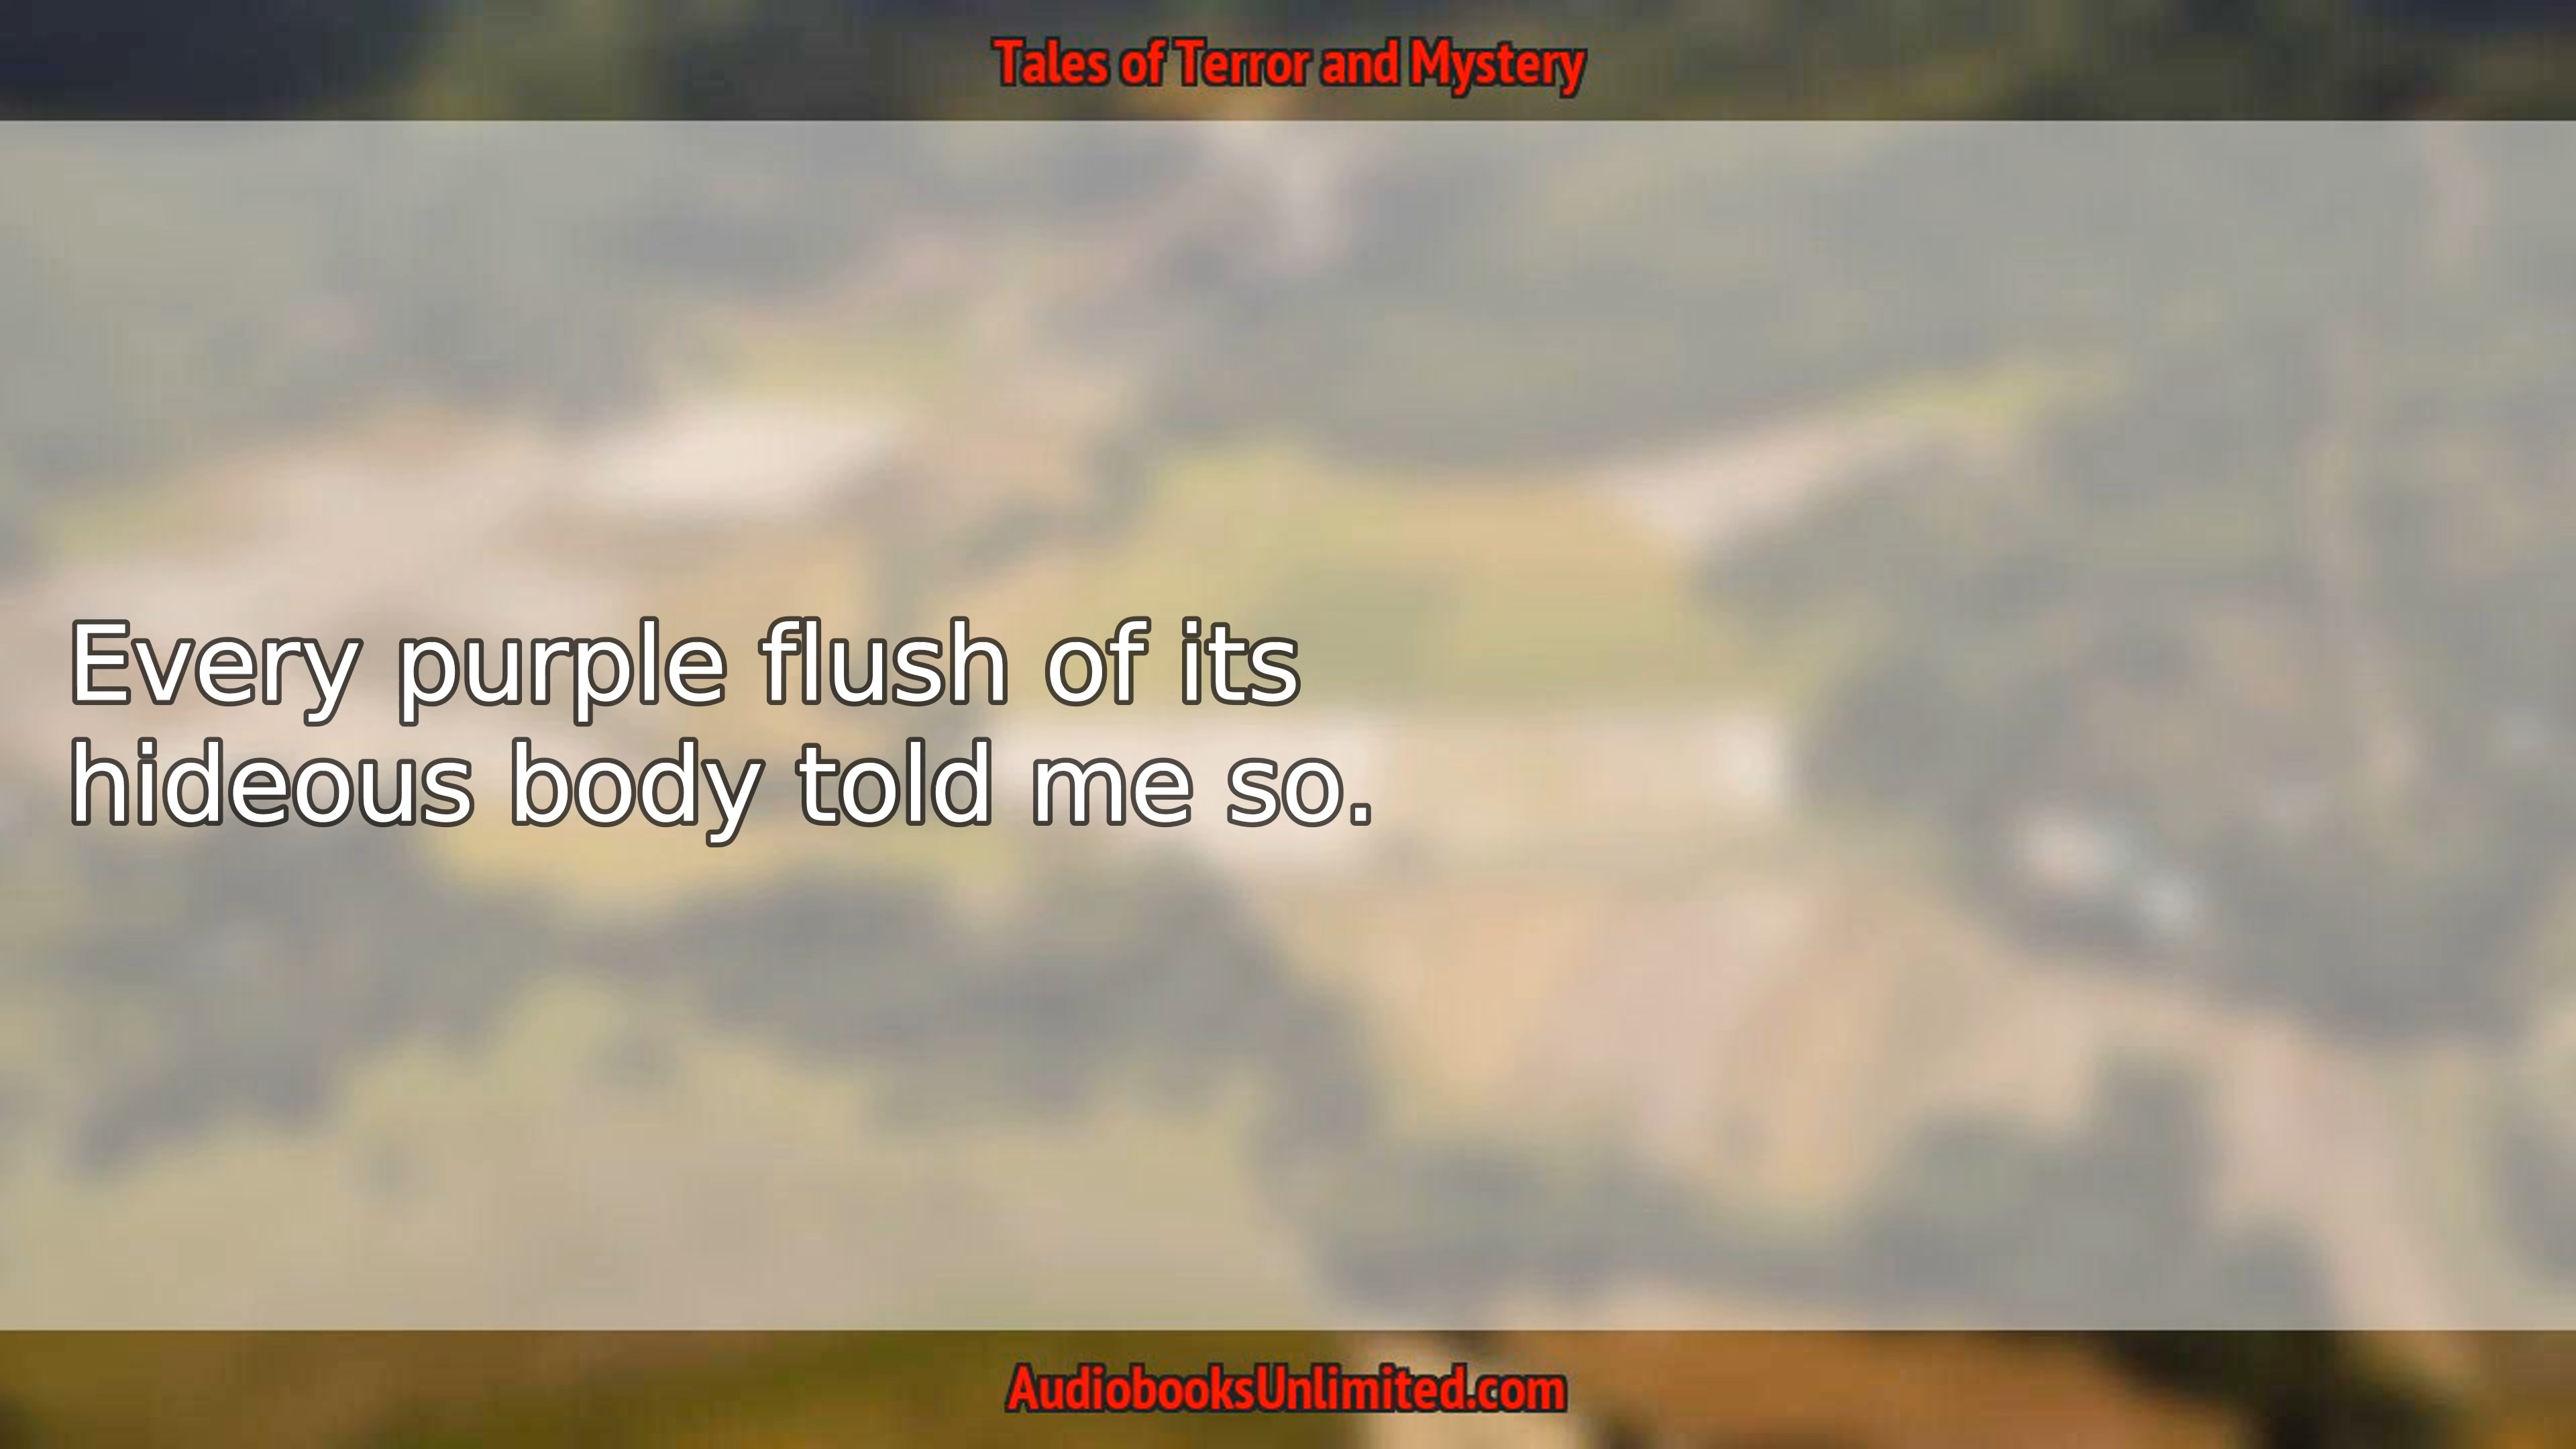 Tales of Terror and Mystery
Every purple flush of its
hideous body told me so.
AudiobooksUnlimited.com